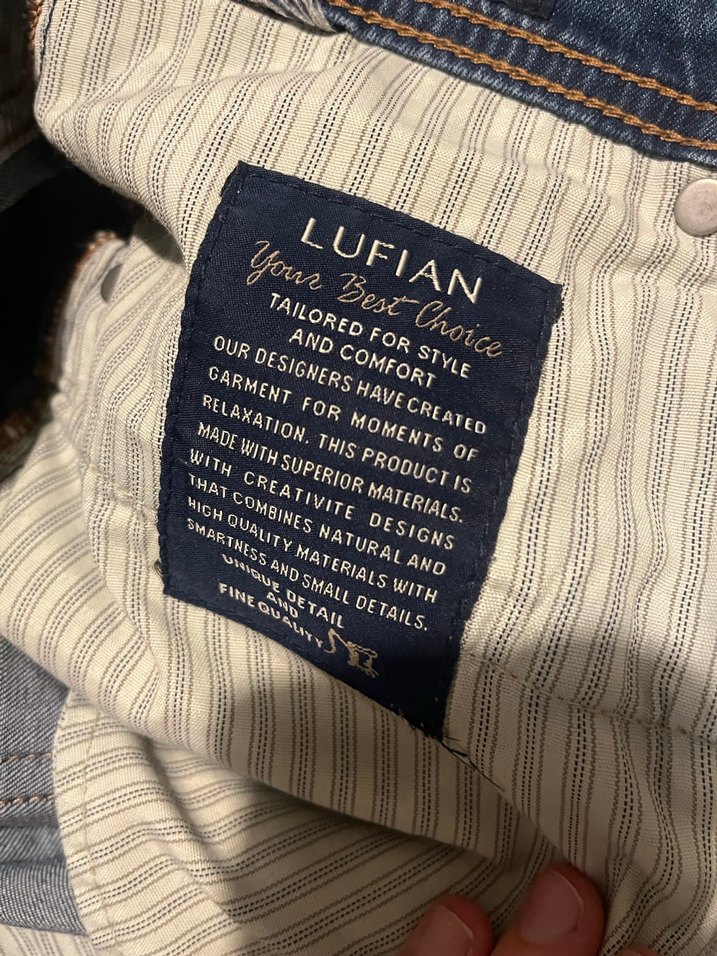 LUFIAN
Your Best Choice
TAILORED FOR STYLE
AND COMFORT
OUR DESIGNERS HAVE CREATED
GARMENT FOR MOMENTS OF
RELAXATION. THIS PRODUCT IS
MADE WITH SUPERIOR MATERIALS.
WITH CREATIVITE DESIGNS
THAT COMBINES NATURAL AND
HIGH QUALITY MATERIALS WITH
SMARTNESS AND SMALL DETAILS.
UNIQUE DETAIL
AND
FINE QUALITY